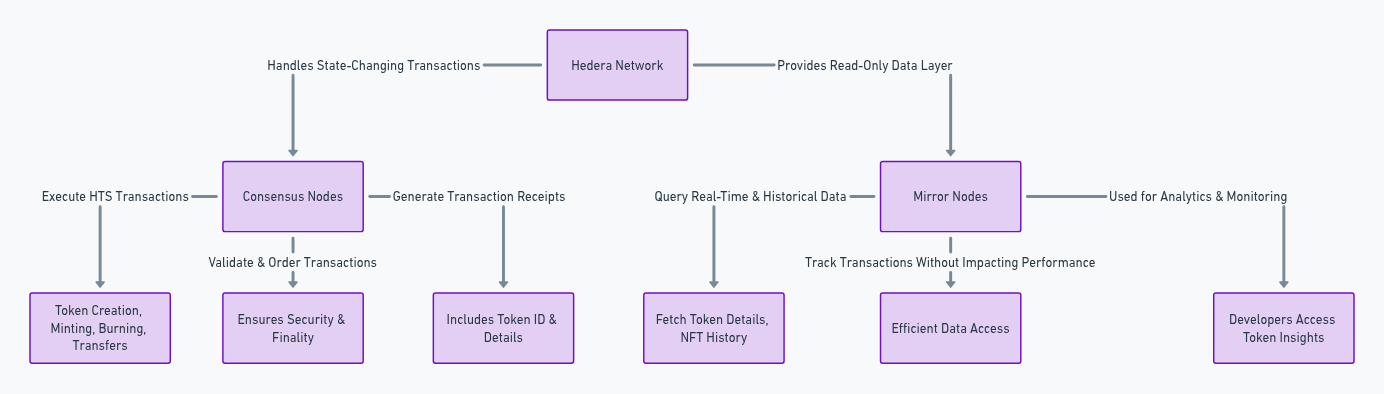 Handles State-Changing Transactions
Hedera Network
Provides Read-Only Data Layer
Execute HTS Transactions
Consensus Nodes
Generate Transaction Receipts
Query Real-Time & Historical Data
Mirror Nodes
Used for Analytics & Monitoring
Validate & Order Transactions
Track Transactions Without Impacting Performance
Token Creation,
Minting, Burning,
Transfers
Ensures Security &
Finality
Includes Token ID &
Details
Fetch Token Details,
NFT History
Efficient Data Access
Developers Access
Token Insights